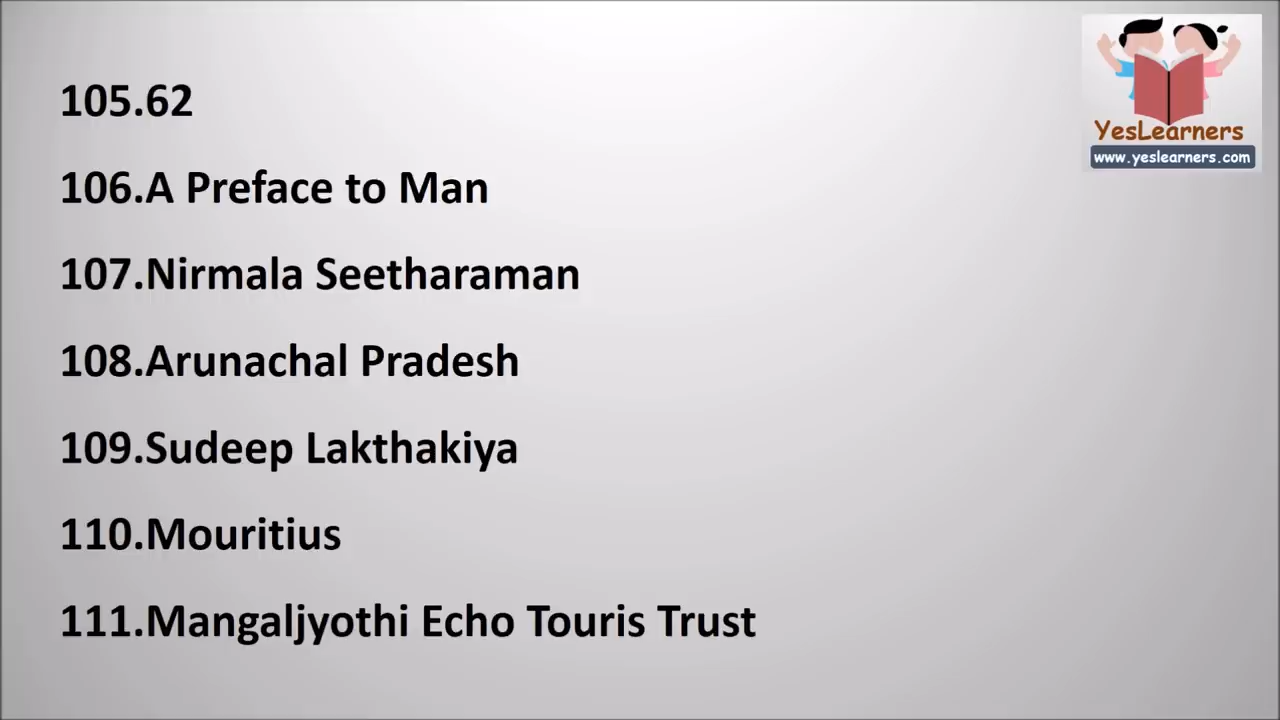 105.62
106.A Preface to Man
107.Nirmala Seetharaman
108.Arunachal Pradesh
109.Sudeep Lakthakiya
110.Mouritius
111.Mangaljyothi Echo Touris Trust
YesLearners
www.yeslearners.com